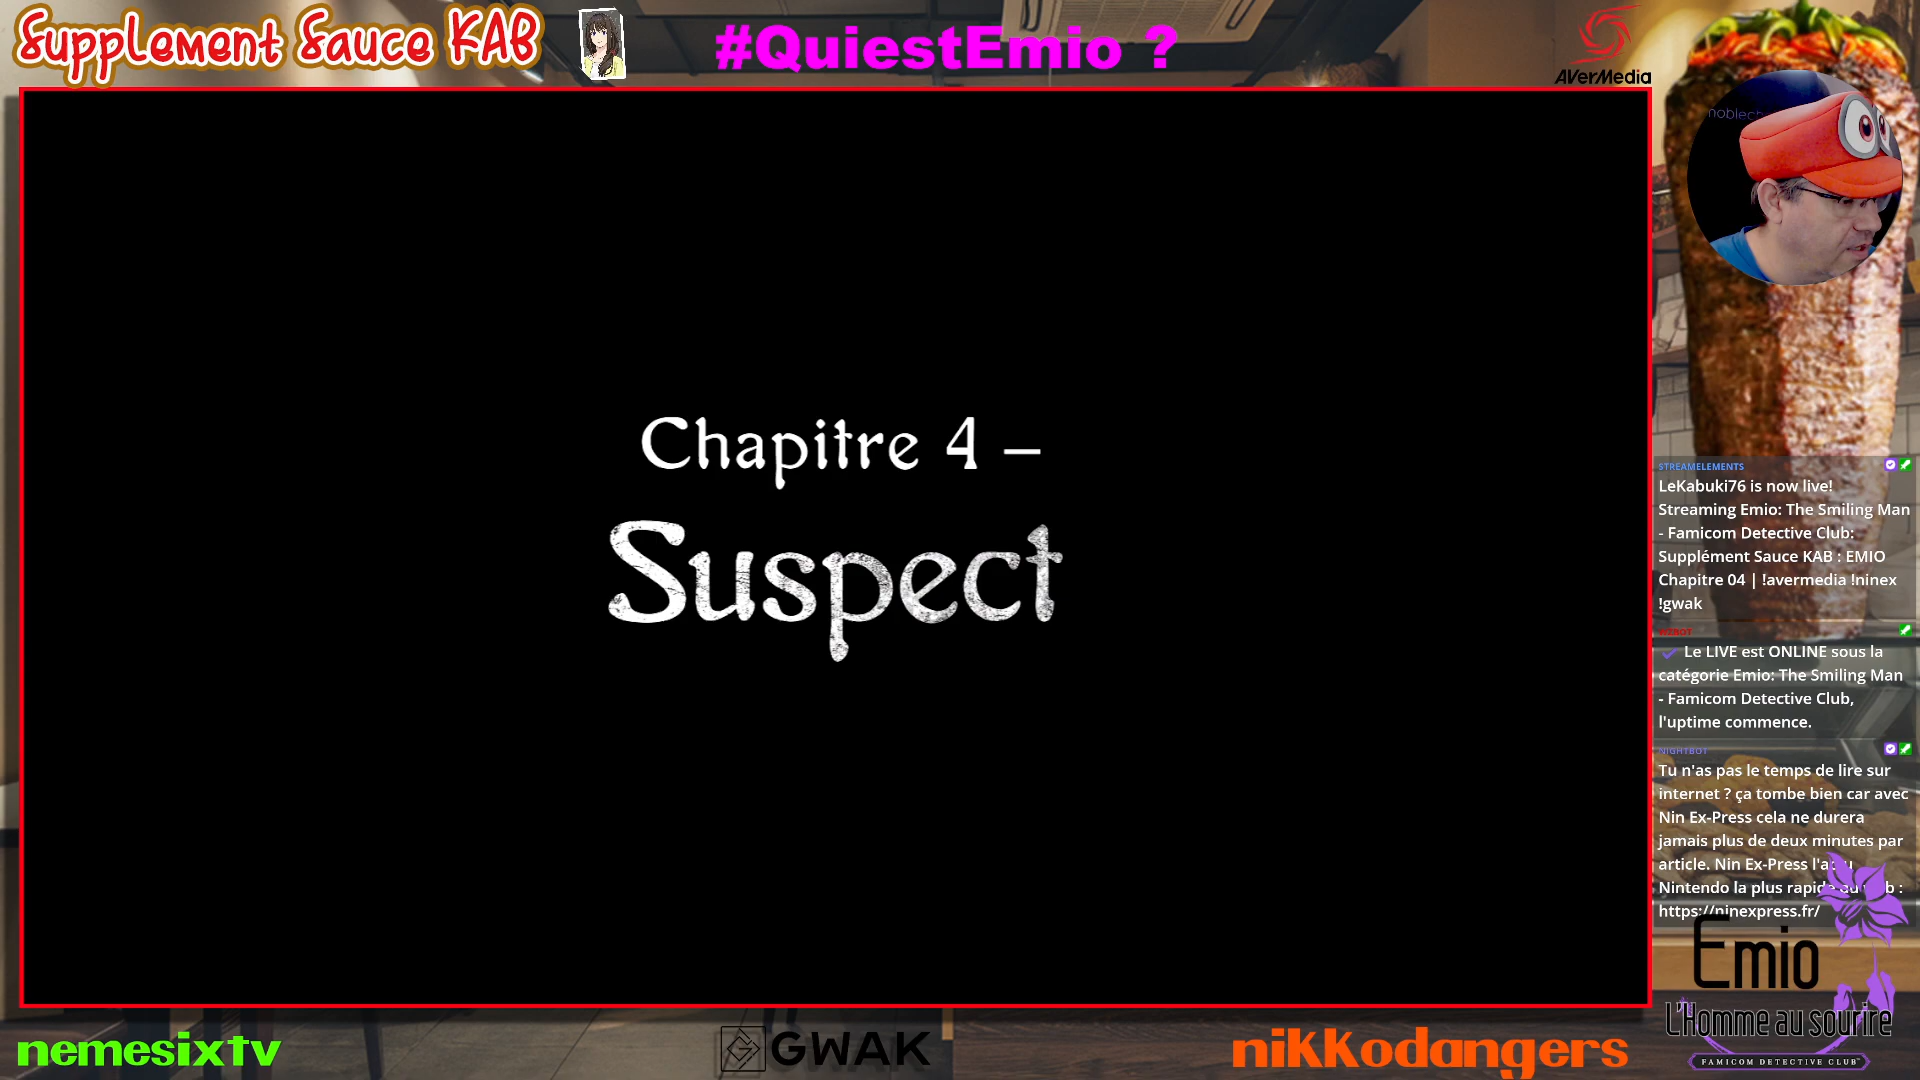 Supplement Sauce KAB
#QuiestEmio ?
AVerMedia
noblech
Chapitre 4 –
Suspect
STREAMELEMENTS
LeKabuki76 is now live!
Streaming Emio: The Smiling Man
- Famicom Detective Club:
Supplément Sauce KAB : EMIO
Chapitre 04 | !avermedia !ninex
!gwak
Le LIVE est ONLINE sous la
catégorie Emio: The Smiling Man
- Famicom Detective Club,
l'uptime commence.
NIGHTBOT
Tu n'as pas le temps de lire sur
internet ? ça tombe bien car avec
Nin Ex-Press cela ne durera
jamais plus de deux minutes par
article. Nin Ex-Press
Nintendo la plus rapide
https://ninexpress.fr/
Emio
L'Homme au sourire
FAMICOM DETECTIVE CLUB
nemesixtv
GWAK
nikkodangers